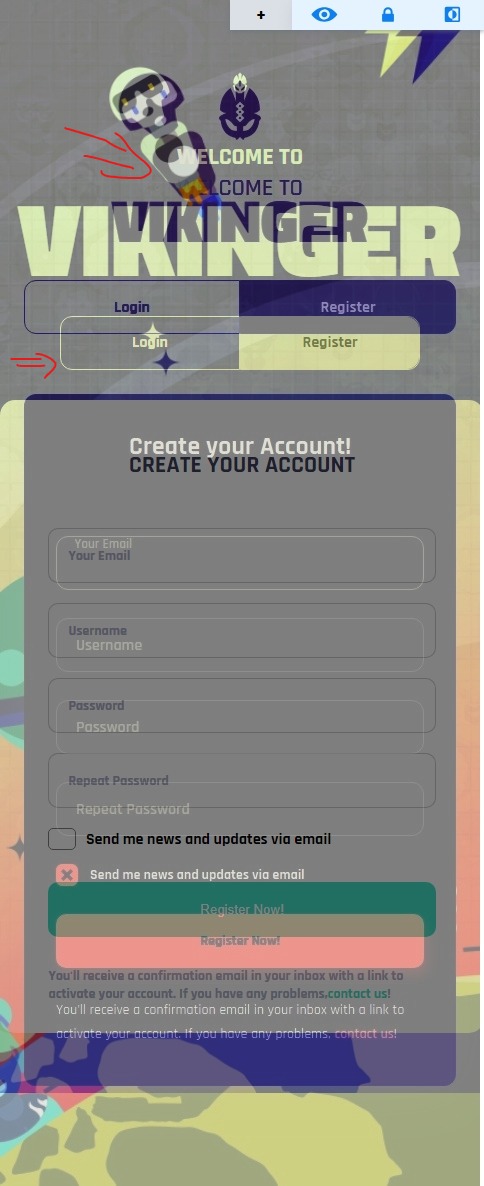 +
WELCOME TO
WELCOME TO
VIKINGER
VIKINGER
Login Register
Login Register
Create your Account!
CREATE YOUR ACCOUNT
Your Email
Your Email
Username
Username
Password
Password
Repeat Password
Repeat Password
Send me news and updates via email
Send me news and updates via email
Register Now!
Register Now!
You'll receive a confirmation email in your inbox with a link to
activate your account. If you have any problems,contact us!
You'll receive a confirmation email in your inbox with a link to
activate your account. If you have any problems, contact us!